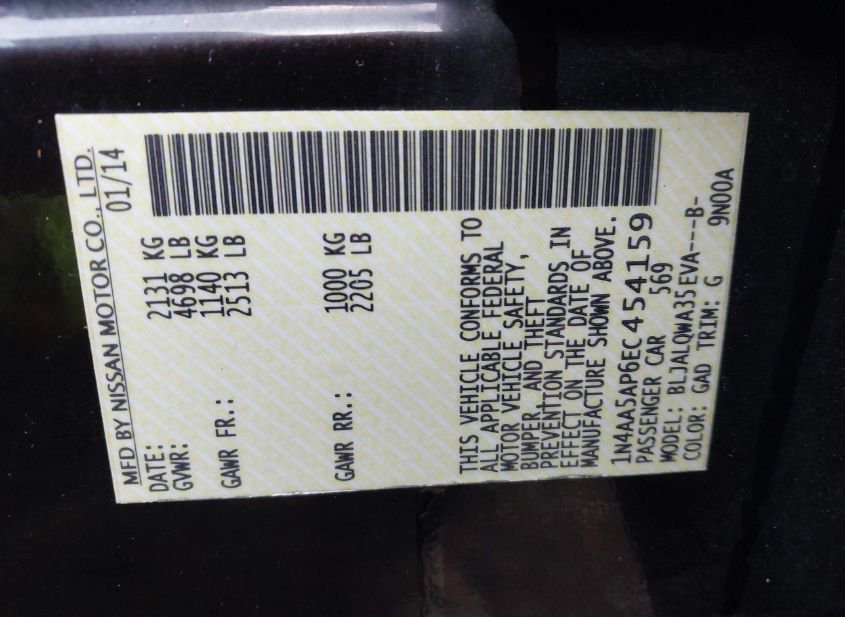 MFD BY NISSAN MOTOR CO., LTD.
DATE: 01/14
GVWR: 2131 KG
4698 LB
GAWR FR.: 1140 KG
2513 LB
GAWR RR.: 1000 KG
2205 LB
THIS VEHICLE CONFORMS TO
ALL APPLICABLE FEDERAL
MOTOR VEHICLE SAFETY,
BUMPER, AND THEFT
PREVENTION STANDARDS IN
EFFECT ON THE DATE OF
MANUFACTURE SHOWN ABOVE.
1N4AA5AP6EC454159
PASSENGER CAR 569
MODEL: BLJALQWA35EVA---B-
COLOR: GAD TRIM: G 9N00A